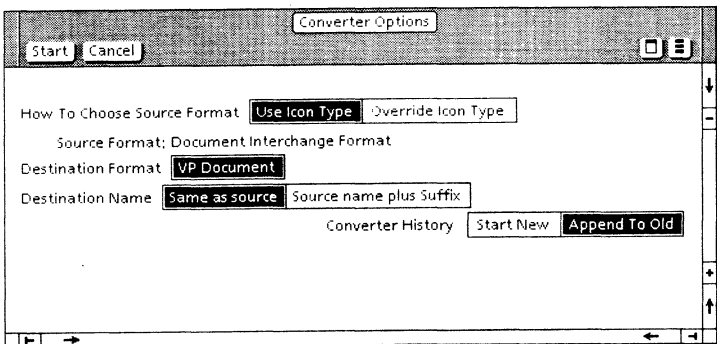 Converter Options
Start Cancel
How To Choose Source Format Use Icon Type Override Icon Type
Source Format: Document Interchange Format
Destination Format VP Document
Destination Name Same as source Source name plus Suffix
Converter History Start New Append To Old